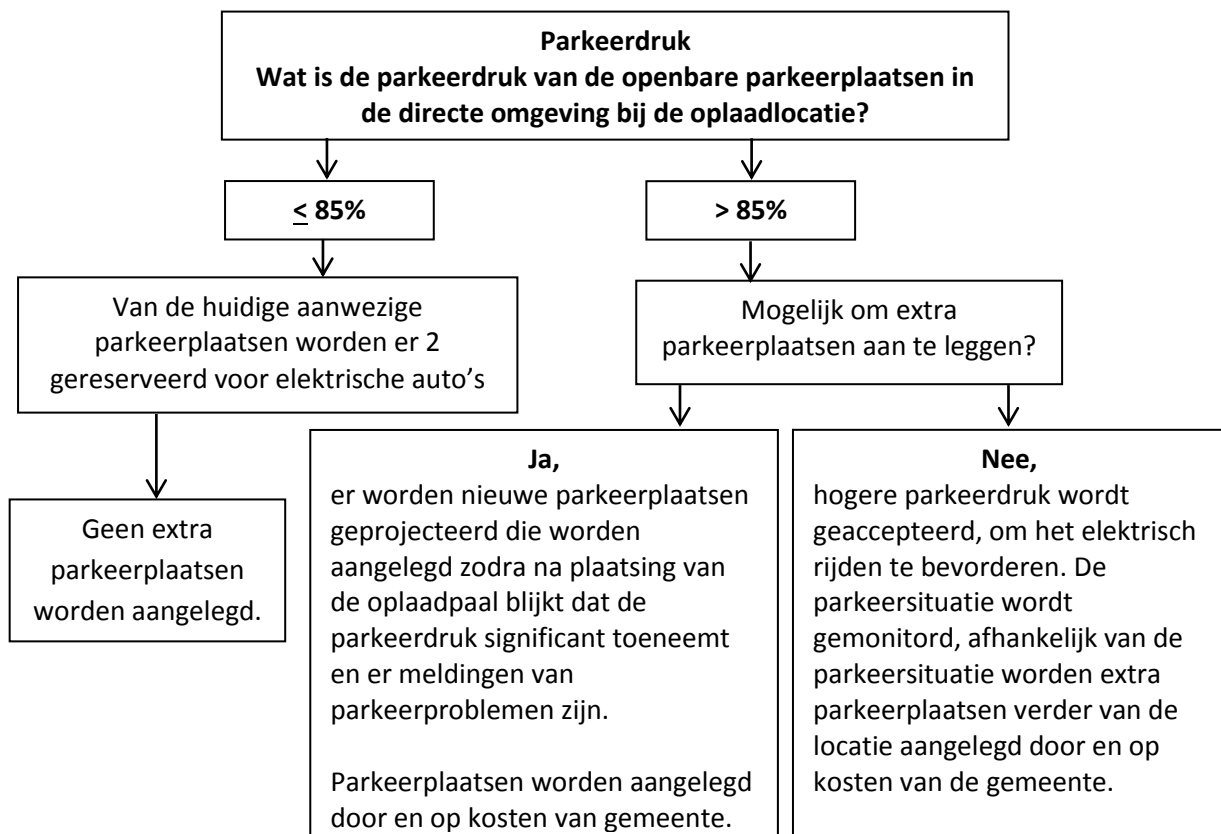 Parkeerdruk
Wat is de parkeerdruk van de openbare parkeerplaatsen in
de directe omgeving bij de oplaadlocatie?
≤ 85%
> 85%
Van de huidige aanwezige
parkeerplaatsen worden er 2
gereserveerd voor elektrische auto’s
Mogelijk om extra
parkeerplaatsen aan te leggen?
Geen extra
parkeerplaatsen
worden aangelegd.
Ja,
er worden nieuwe parkeerplaatsen
geprojecteerd die worden
aangelegd zodra na plaatsing van
de oplaadpaal blijkt dat de
parkeerdruk significant toeneemt
en er meldingen van
parkeerproblemen zijn.
Parkeerplaatsen worden aangelegd
door en op kosten van gemeente.
Nee,
hogere parkeerdruk wordt
geaccepteerd, om het elektrisch
rijden te bevorderen. De
parkeersituatie wordt
gemonitord, afhankelijk van de
parkeersituatie worden extra
parkeerplaatsen verder van de
locatie aangelegd door en op
kosten van de gemeente.